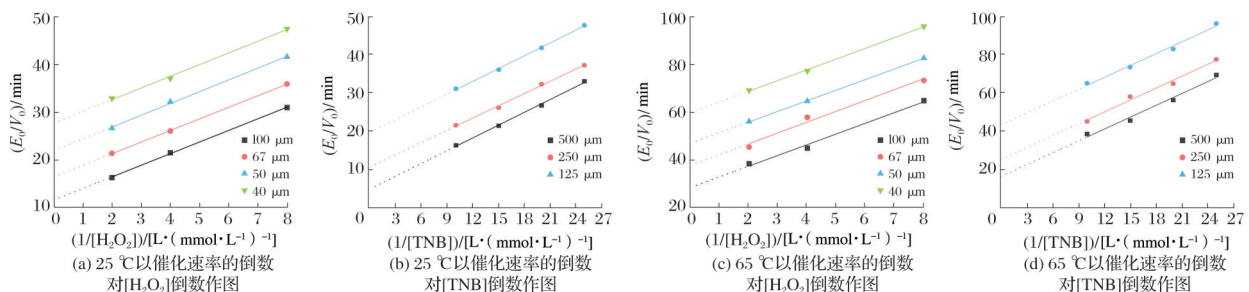 (E₀/V₀)/min
50
40
30
20
10
0
1
2
3
4
5
6
7
8
100 μm
67 μm
50 μm
40 μm
(1/[H₂O₂])/[L·(mmol·L⁻¹)⁻¹]
(a) 25 ℃以催化速率的倒数
对[H₂O₂]倒数作图
(E₀/V₀)/min
50
40
30
20
10
0
3
6
9
12
15
18
21
24
27
500 μm
250 μm
125 μm
(1/[TNB])/[L·(mmol·L⁻¹)⁻¹]
(b) 25 ℃以催化速率的倒数
对[TNB]倒数作图
(E₀/V₀)/min
100
80
60
40
20
0
1
2
3
4
5
6
7
8
100 μm
67 μm
50 μm
40 μm
(1/[H₂O₂])/[L·(mmol·L⁻¹)⁻¹]
(c) 65 ℃以催化速率的倒数
对[H₂O₂]倒数作图
(E₀/V₀)/min
100
80
60
40
20
0
3
6
9
12
15
18
21
24
27
500 μm
250 μm
125 μm
(1/[TNB])/[L·(mmol·L⁻¹)⁻¹]
(d) 65 ℃以催化速率的倒数
对[TNB]倒数作图